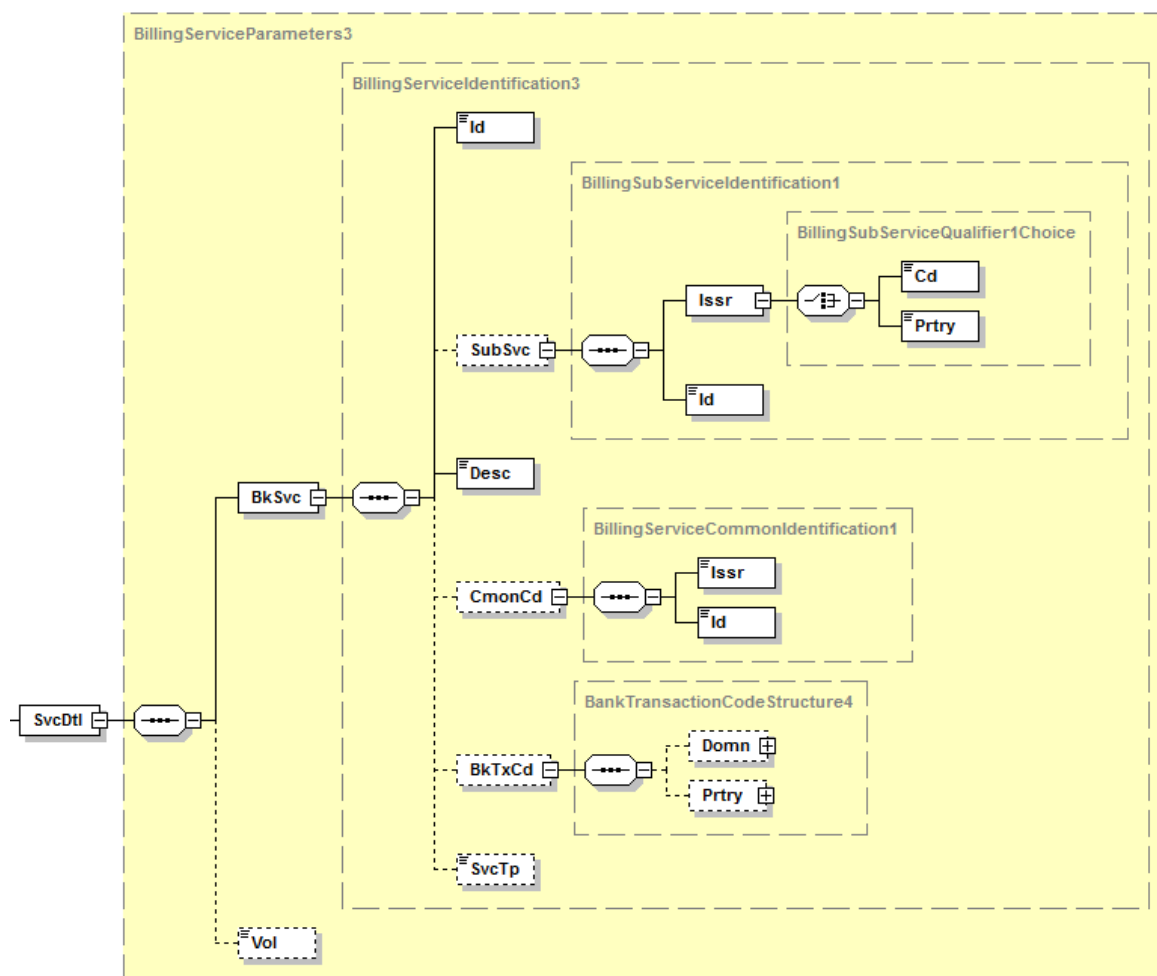 BillingServiceParameters3
BillingServiceIdentification3
Id
BillingSubServiceIdentification1
BillingSubServiceQualifier1Choice
Cd
Issr
Prtry
SubSvc
Id
Desc
BkSvc
BillingServiceCommonIdentification1
Issr
CmonCd
Id
BankTransactionCodeStructure4
SvcDtl
Domn
BkTxCd
Prtry
SvcTp
Vol